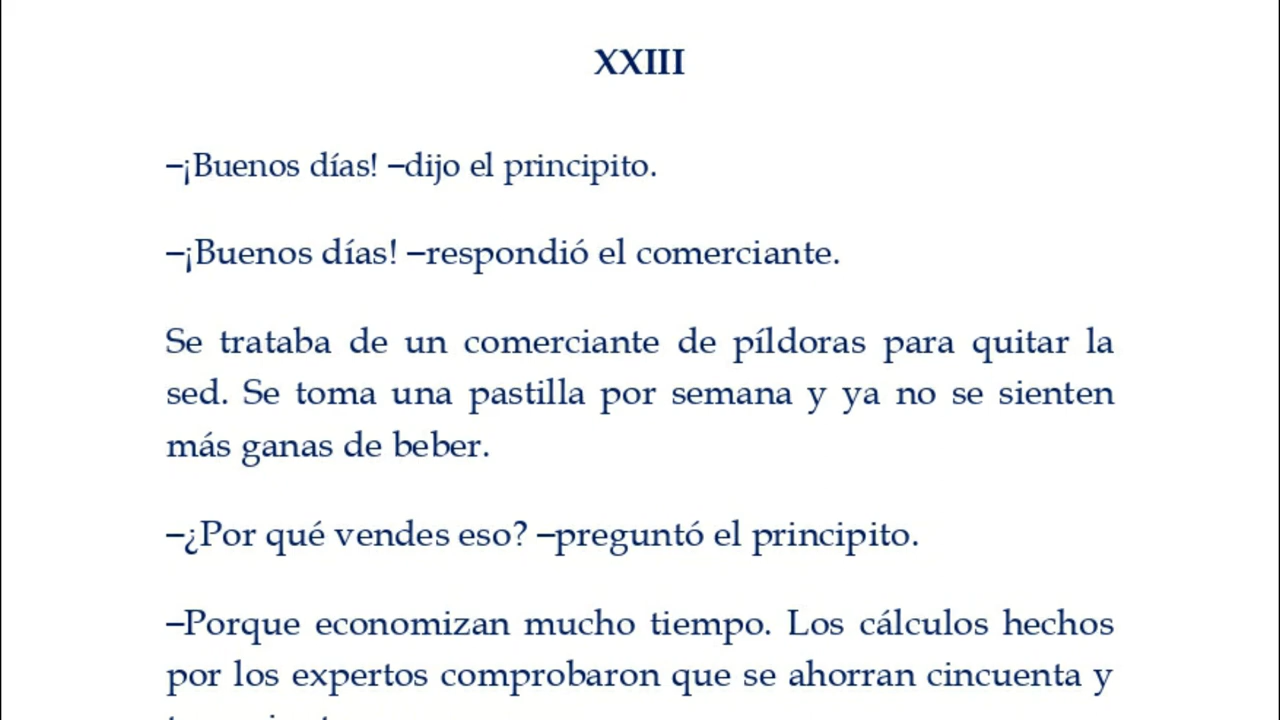 XXIII
–¡Buenos días! –dijo el principito.
–¡Buenos días! –respondió el comerciante.
Se trataba de un comerciante de píldoras para quitar la
sed. Se toma una pastilla por semana y ya no se sienten
más ganas de beber.
–¿Por qué vendes eso? –preguntó el principito.
–Porque economizan mucho tiempo. Los cálculos hechos
por los expertos comprobaron que se ahorran cincuenta y